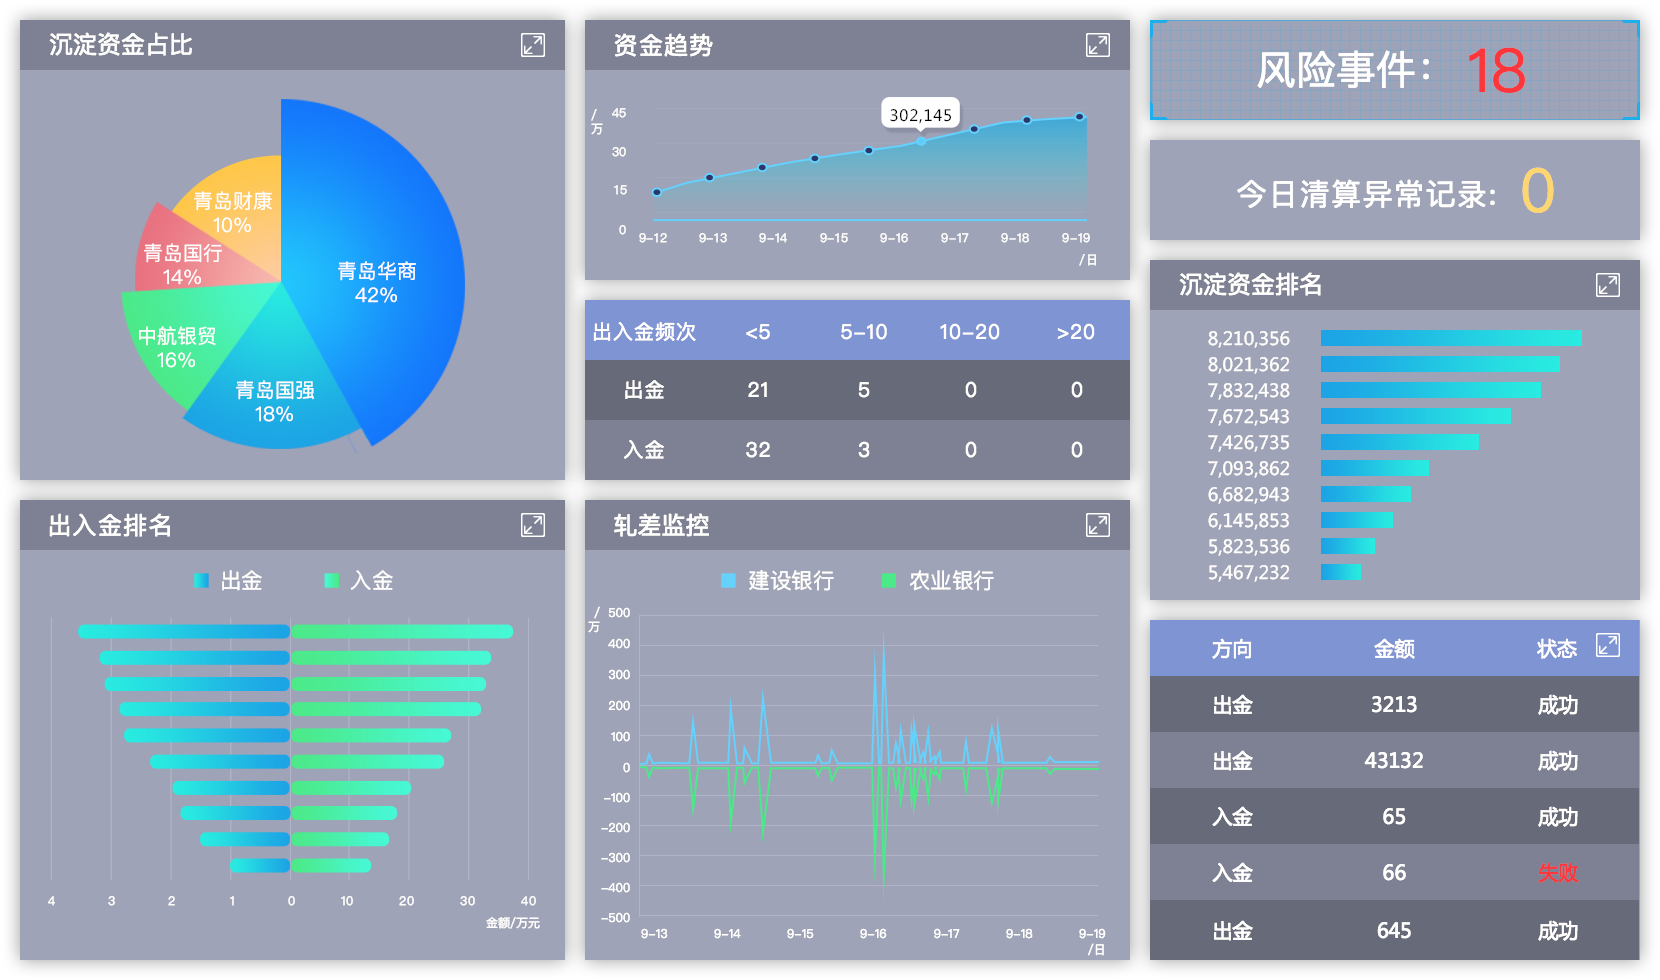 沉淀资金占比
青岛财康
10%
青岛国行
14%
青岛华商
42%
中航银贸
16%
青岛国强
18%
资金趋势
/
万
45
30
15
0
302,145
9-12 9-13 9-14 9-15 9-16 9-17 9-18 9-19
/日
风险事件: 18
今日清算异常记录: 0
出入金频次 <5 5-10 10-20 >20
出金 21 5 0 0
入金 32 3 0 0
沉淀资金排名
8,210,356
8,021,362
7,832,438
7,672,543
7,426,735
7,093,862
6,682,943
6,145,853
5,823,536
5,467,232
出入金排名
出金 入金
4 3 2 1 0 10 20 30 40
金额/万元
轧差监控
建设银行 农业银行
/
万
500
400
300
200
100
0
-100
-200
-300
-400
-500
9-13 9-14 9-15 9-16 9-17 9-18 9-19
/日
方向 金额 状态
出金 3213 成功
出金 43132 成功
入金 65 成功
入金 66 失败
出金 645 成功